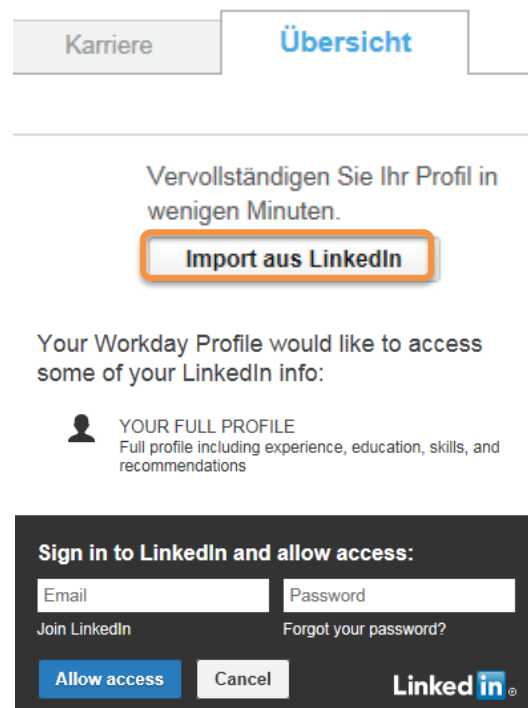 Karriere
Übersicht
Vervollständigen Sie Ihr Profil in
wenigen Minuten.
Import aus LinkedIn
Your Workday Profile would like to access
some of your LinkedIn info:
YOUR FULL PROFILE
Full profile including experience, education, skills, and
recommendations
Sign in to LinkedIn and allow access:
Email Password
Join LinkedIn Forgot your password?
Allow access Cancel Linked in ®